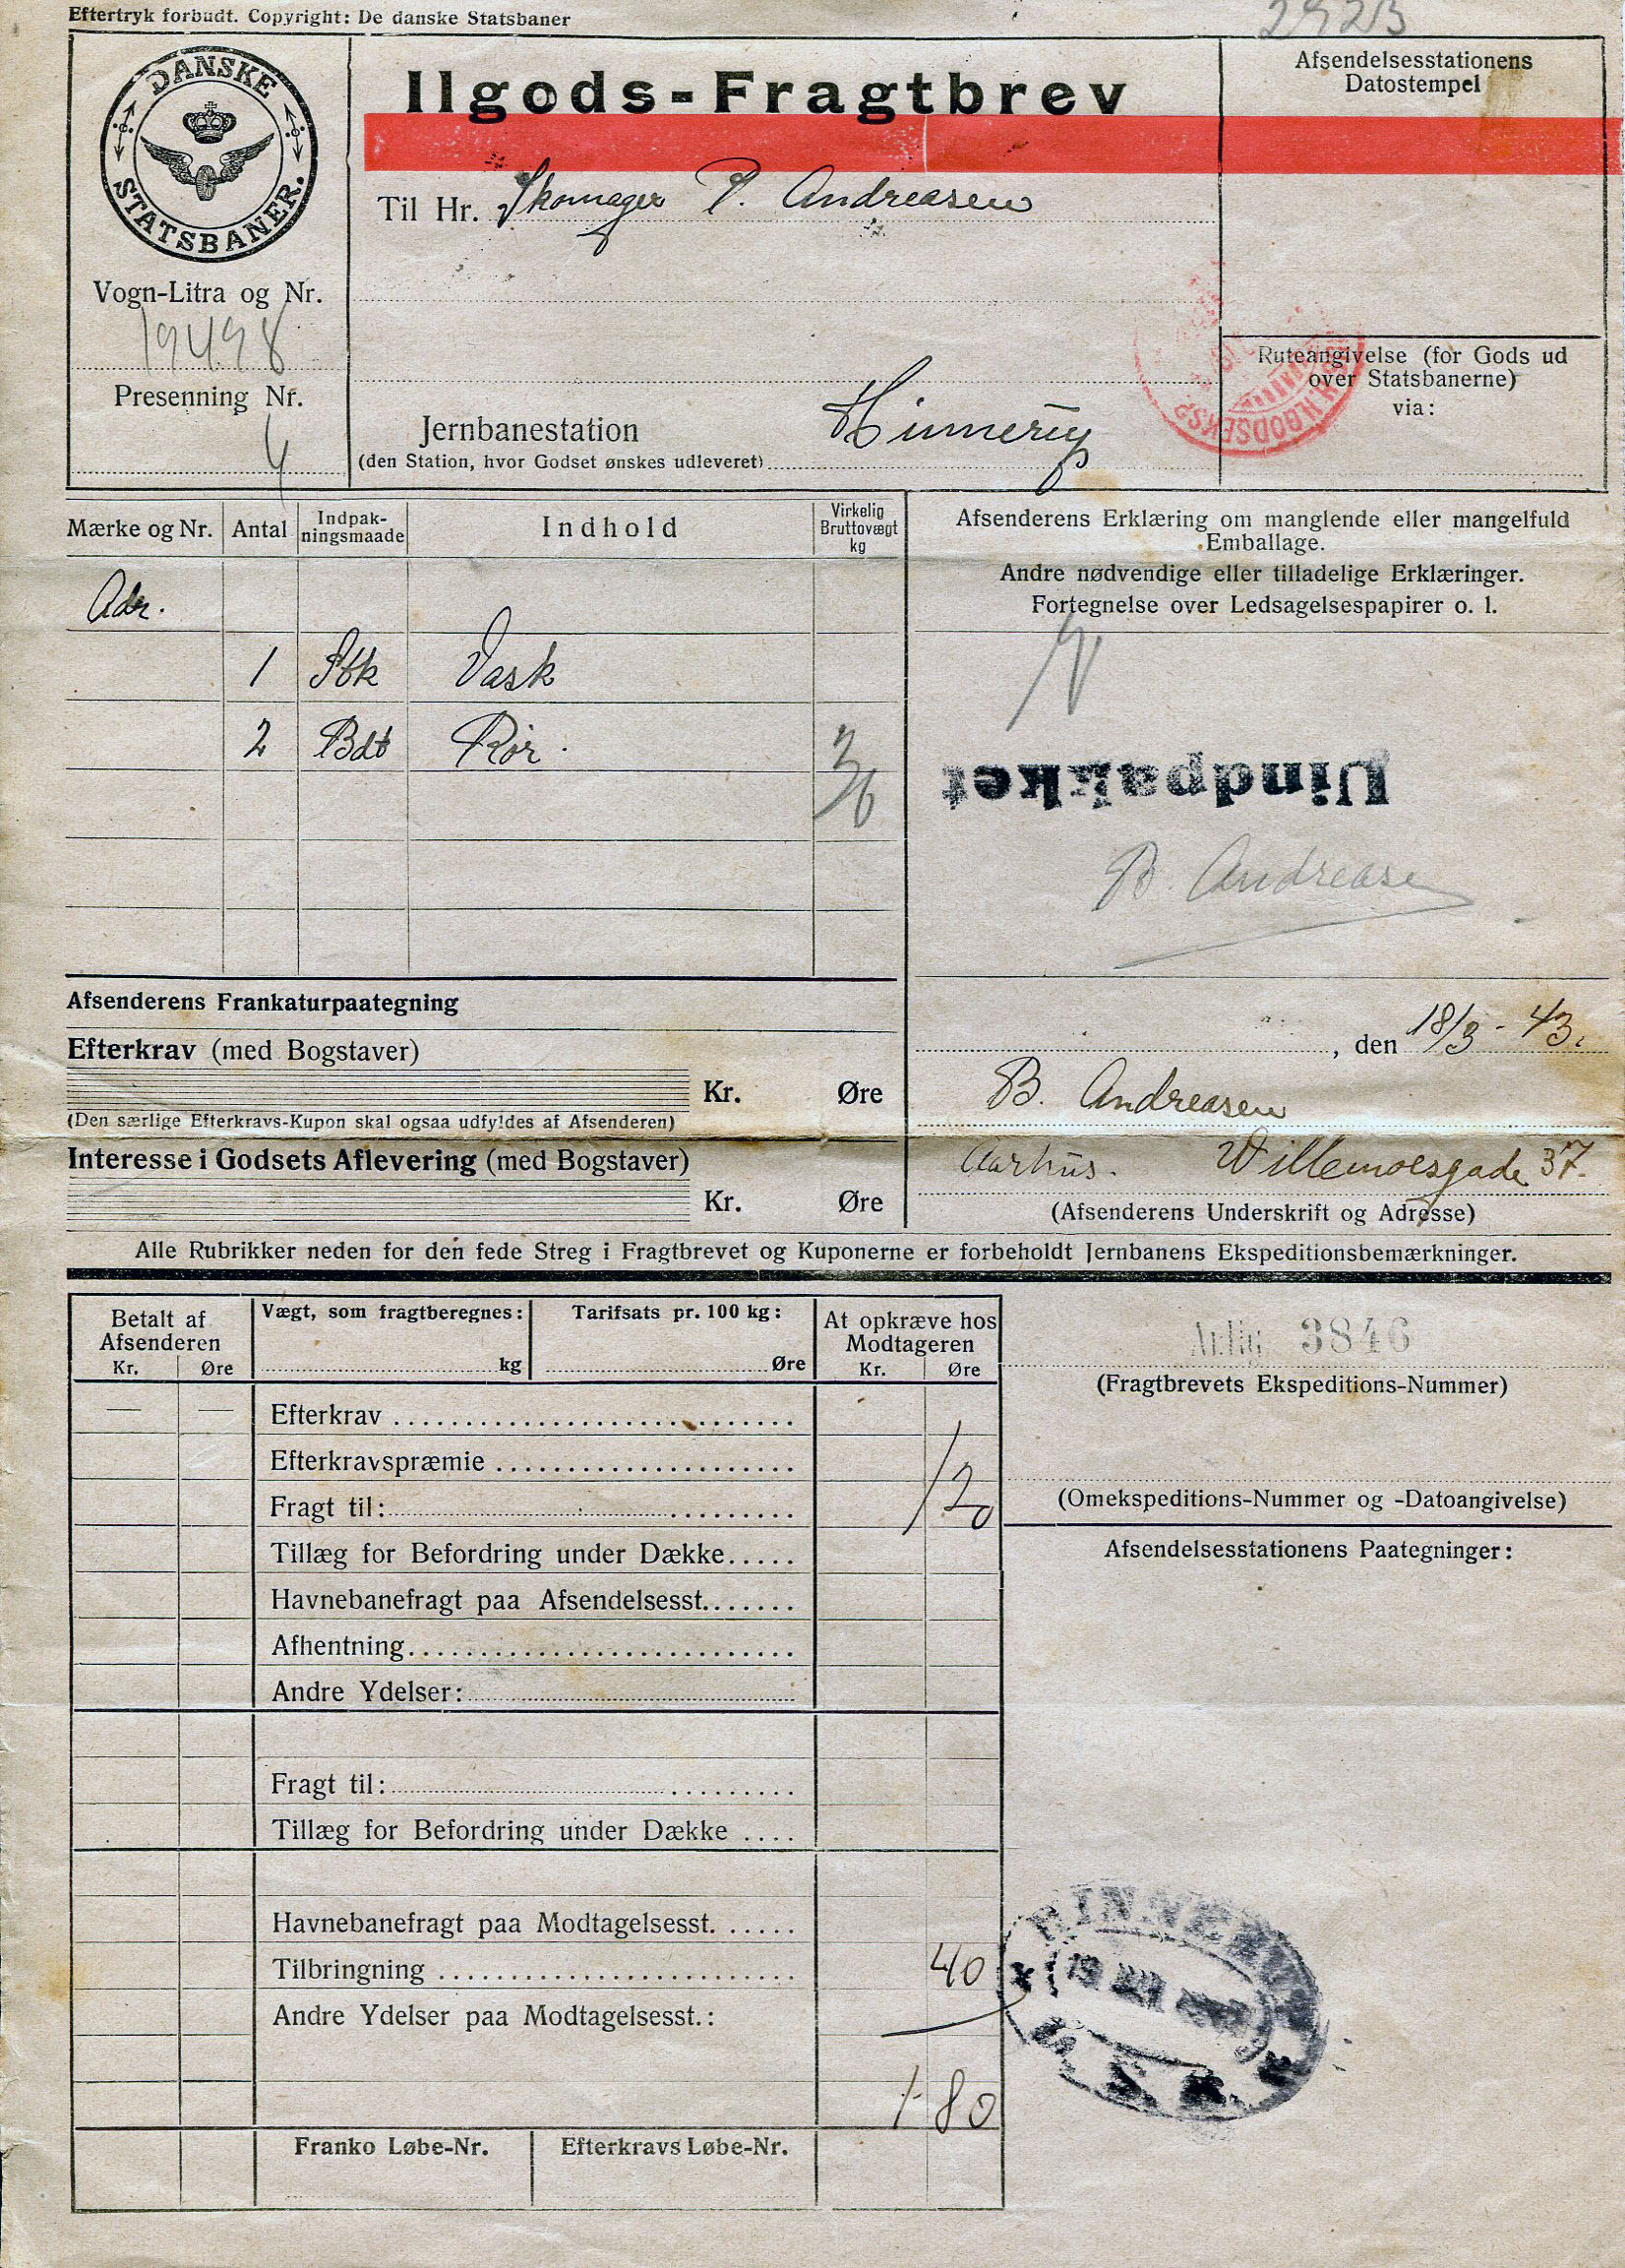 Eftertryk forbudt. Copyright: De danske Statsbaner
2923
DANSKE STATSBANER.
Ilgods-Fragtbrev
Afsendelsesstationens
Datostempel
Til Hr. Skomager P. Andreasen
Vogn-Litra og Nr.
19498
Presenning Nr.
4
Ruteangivelse (for Gods ud
over Statsbanerne)
via:
GODSEKSP.
Jernbanestation
(den Station, hvor Godset ønskes udleveret)
Hinnerup
Mærke og Nr.
Antal
Indpak-
ningsmaade
Indhold
Virkelig
Bruttovægt
kg
Adr.
1 Stk Vask
2 Bdt Rør.
Afsenderens Erklæring om manglende eller mangelfuld
Emballage.
Andre nødvendige eller tilladelige Erklæringer.
Fortegnelse over Ledsagelsespapirer o. l.
Uindpakket
B. Andreasen
Afsenderens Frankaturpaategning
Efterkrav (med Bogstaver)
Kr. Øre
(Den særlige Efterkravs-Kupon skal ogsaa udfyldes af Afsenderen)
Interesse i Godsets Aflevering (med Bogstaver)
Kr. Øre
, den 18/3 - 43.
B. Andreasen
Aarhus. Willemoesgade 37.
(Afsenderens Underskrift og Adresse)
Alle Rubrikker neden for den fede Streg i Fragtbrevet og Kuponerne er forbeholdt Jernbanens Ekspeditionsbemærkninger.
Betalt af
Afsenderen
Kr. Øre
Vægt, som fragtberegnes:
kg
Tarifsats pr. 100 kg:
Øre
At opkræve hos
Modtageren
Kr. Øre
3846
(Fragtbrevets Ekspeditions-Nummer)
(Omekspeditions-Nummer og -Datoangivelse)
Afsendelsesstationens Paategninger:
Efterkrav
Efterkravspræmie
Fragt til:
Tillæg for Befordring under Dække
Havnebanefragt paa Afsendelsesst.
Afhentning
Andre Ydelser:
Fragt til:
Tillæg for Befordring under Dække
Havnebanefragt paa Modtagelsesst.
Tilbringning 40
Andre Ydelser paa Modtagelsesst.:
1 80
HINNERUP
19
Franko Løbe-Nr.
Efterkravs Løbe-Nr.